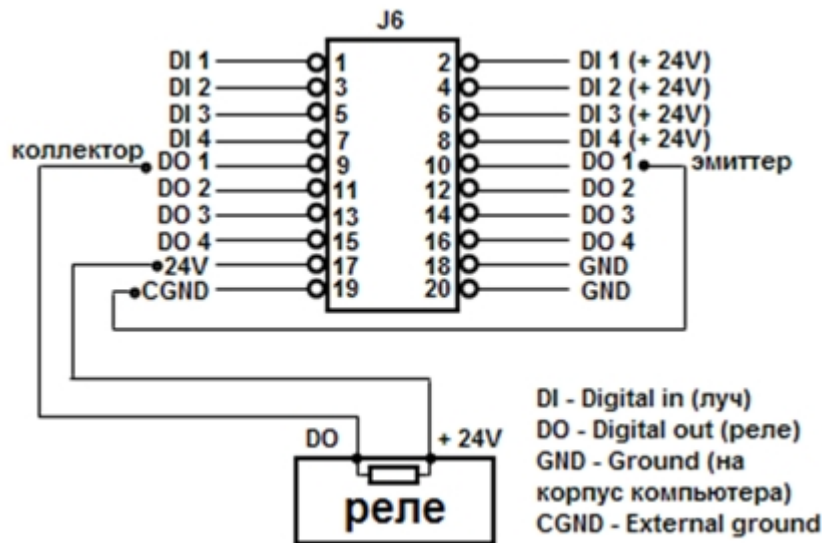 J6
DI 1 1 2 DI 1 (+ 24V)
DI 2 3 4 DI 2 (+ 24V)
DI 3 5 6 DI 3 (+ 24V)
DI 4 7 8 DI 4 (+ 24V)
коллектор DO 1 9 10 DO 1 эмиттер
DO 2 11 12 DO 2
DO 3 13 14 DO 3
DO 4 15 16 DO 4
24V 17 18 GND
CGND 19 20 GND
DO + 24V
реле
DI - Digital in (луч)
DO - Digital out (реле)
GND - Ground (на
корпус компьютера)
CGND - External ground